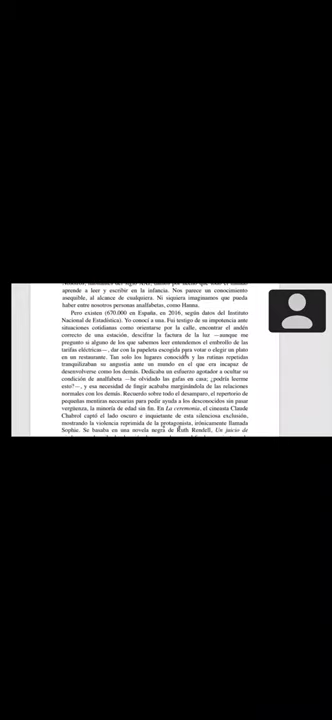 aprende a leer y escribir en la infancia. Nos parece un conocimiento
asequible, al alcance de cualquiera. Ni siquiera imaginamos que pueda
haber entre nosotros personas analfabetas, como Hanna.
Pero existen (670.000 en España, en 2016, según datos del Instituto
Nacional de Estadística). Yo conocí a una. Fui testigo de su impotencia ante
situaciones cotidianas como orientarse por la calle, encontrar el andén
correcto de una estación, descifrar la factura de la luz —aunque me
pregunto si alguno de los que sabemos leer entendemos el embrollo de las
tarifas eléctricas—, dar con la papeleta escogida para votar o elegir un plato
en un restaurante. Tan solo los lugares conocidos y las rutinas repetidas
tranquilizaban su angustia ante un mundo en el que era incapaz de
desenvolverse como los demás. Dedicaba un esfuerzo agotador a ocultar su
condición de analfabeta —he olvidado las gafas en casa; ¿podría leerme
esto?—, y esa necesidad de fingir acababa marginándola de las relaciones
normales con los demás. Recuerdo sobre todo el desamparo, el repertorio de
pequeñas mentiras necesarias para pedir ayuda a los desconocidos sin pasar
vergüenza, la minoría de edad sin fin. En La ceremonia, el cineasta Claude
Chabrol captó el lado oscuro e inquietante de esta silenciosa exclusión,
mostrando la violencia reprimida de la protagonista, irónicamente llamada
Sophie. Se basaba en una novela negra de Ruth Rendell, Un juicio de